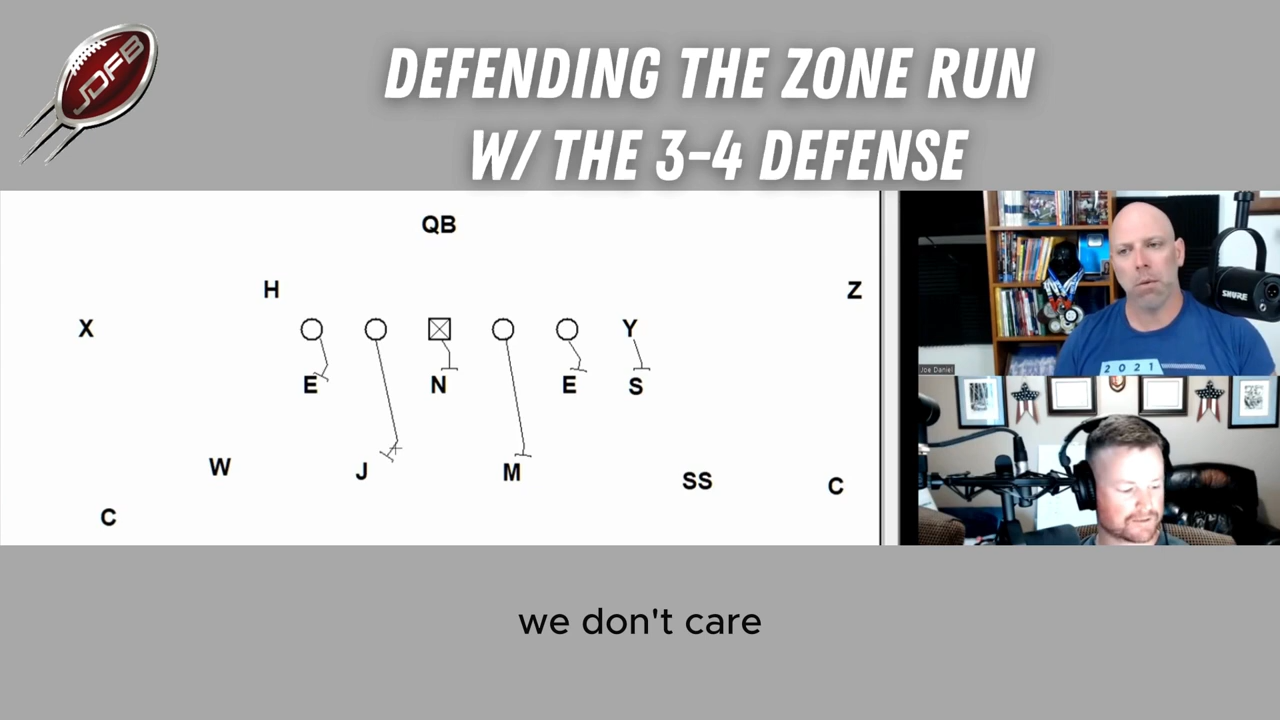 JDFB
DEFENDING THE ZONE RUN
W/ THE 3-4 DEFENSE
QB
H
Z
X
Y
E
N
E
S
W
J
M
SS
C
C
SHURE
2021
Joe Daniel
we don't care